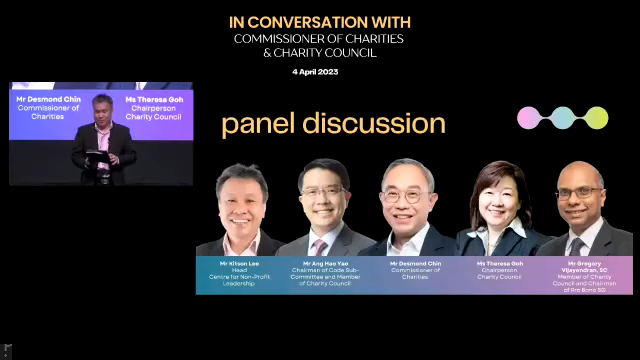 IN CONVERSATION WITH
COMMISSIONER OF CHARITIES
& CHARITY COUNCIL
4 April 2023
Mr Desmond Chin
Commissioner of
Charities
Ms Theresa Goh
Chairperson
Charity Council
panel discussion
Mr Kitson Lee
Head
Centre for Non-Profit
Leadership
Mr Ang Hao Yao
Chairman of Code Sub-
Committee and Member
of Charity Council
Mr Desmond Chin
Commissioner of
Charities
Ms Theresa Goh
Chairperson
Charity Council
Mr Gregory
Vijayendran, SC
Member of Charity
Council and Chairman
of Pro Bono SG